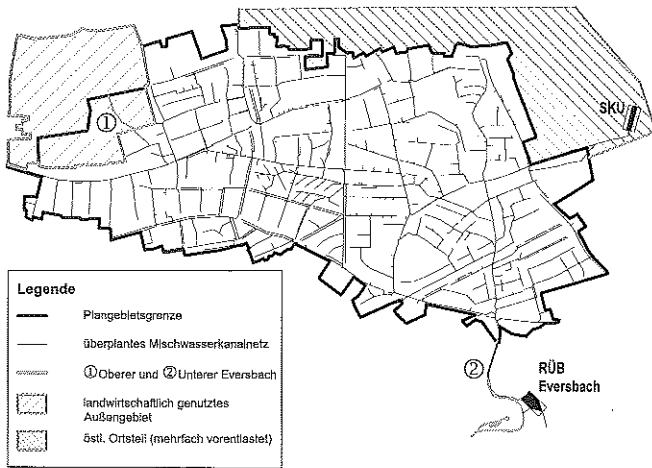 ①
SKÜ
②
RÜB
Eversbach
Legende
Plangebietsgrenze
überplantes Mischwasserkanalnetz
①Oberer und ②Unterer Eversbach
landwirtschaftlich genutztes
Außengebiet
östl. Ortsteil (mehrfach vorentlastet)